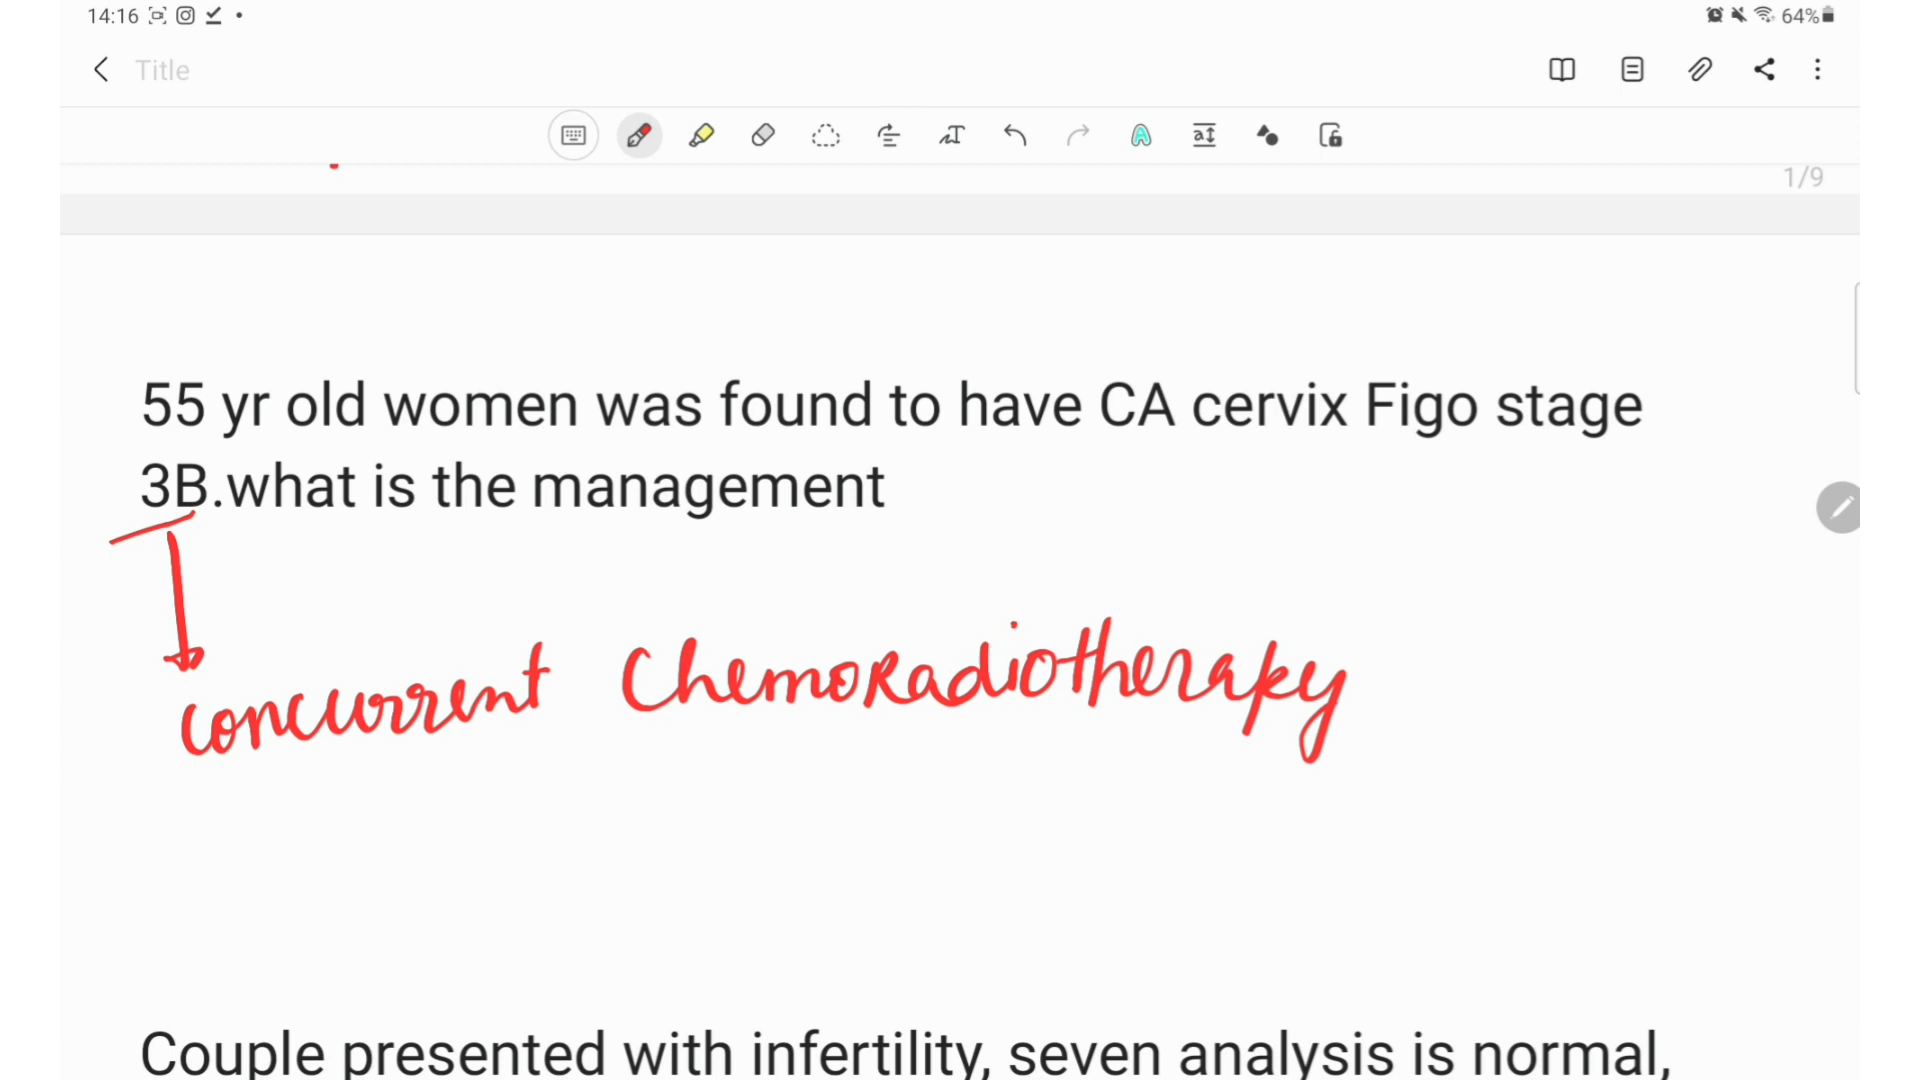 14:16
64%
Title
1/9
55 yr old women was found to have CA cervix Figo stage
3B.what is the management
concurrent ChemoRadiotherapy
Couple presented with infertility, seven analysis is normal,